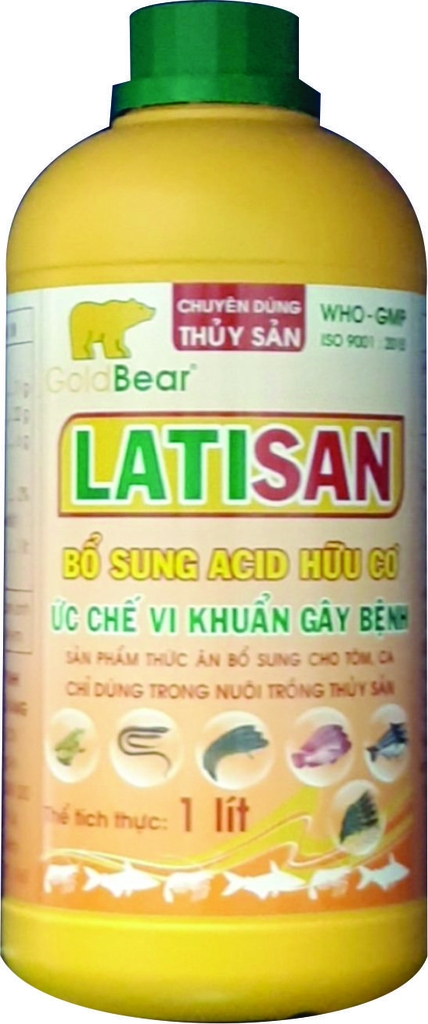 CHUYÊN DÙNG
THỦY SẢN
WHO - GMP
ISO 9001 :
GoldBear®
LATISAN
BỔ SUNG ACID HỮU CƠ
ỨC CHẾ VI KHUẨN GÂY BỆNH
SẢN PHẨM THỨC ĂN BỔ SUNG CHO TÔM, CÁ
CHỈ DÙNG TRONG NUÔI TRỒNG THỦY SẢN
Thể tích thực: 1 lít